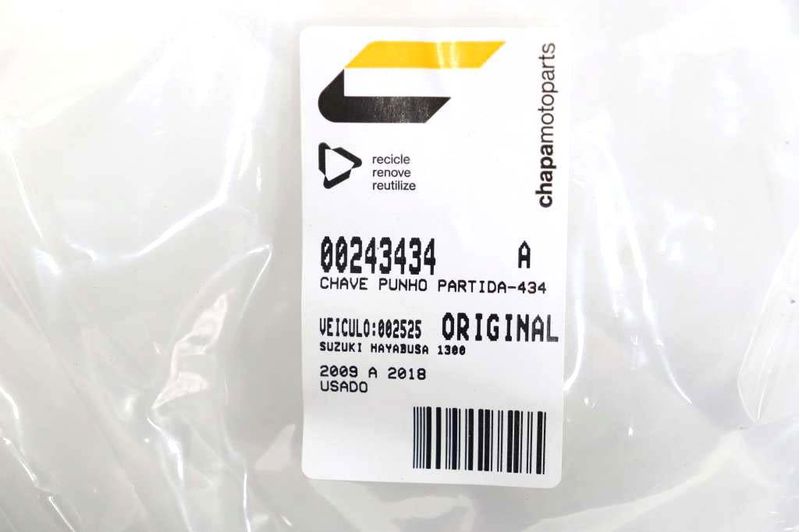 chapamotoparts
recicle
renove
reutilize
00243434 A
CHAVE PUNHO PARTIDA-434
VEICULO:002525 ORIGINAL
SUZUKI HAYABUSA 1300
2009 A 2018
USADO